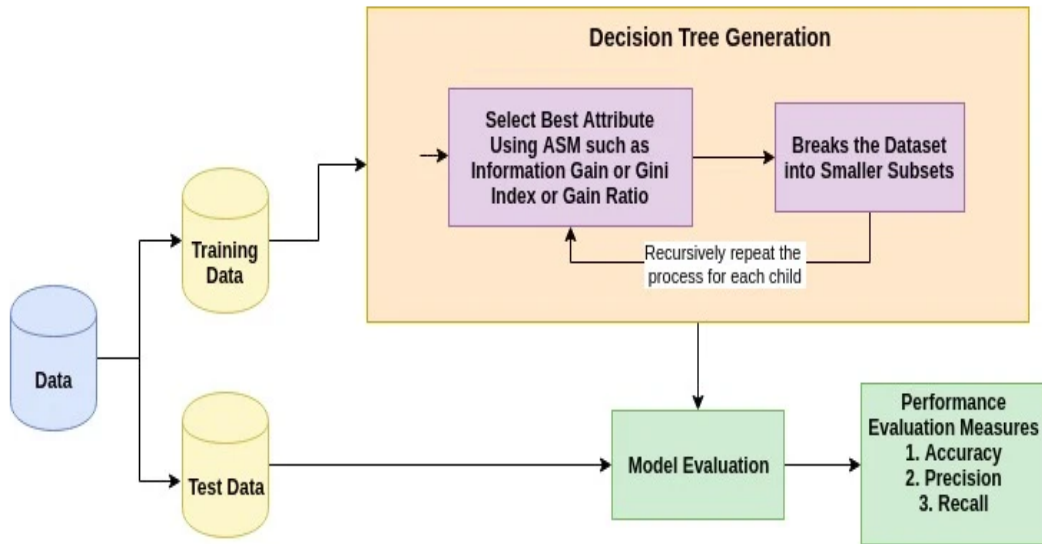 Decision Tree Generation
Select Best Attribute
Using ASM such as
Information Gain or Gini
Index or Gain Ratio
Breaks the Dataset
into Smaller Subsets
Recursively repeat the
process for each child
Training
Data
Data
Test Data
Model Evaluation
Performance
Evaluation Measures
1. Accuracy
2. Precision
3. Recall